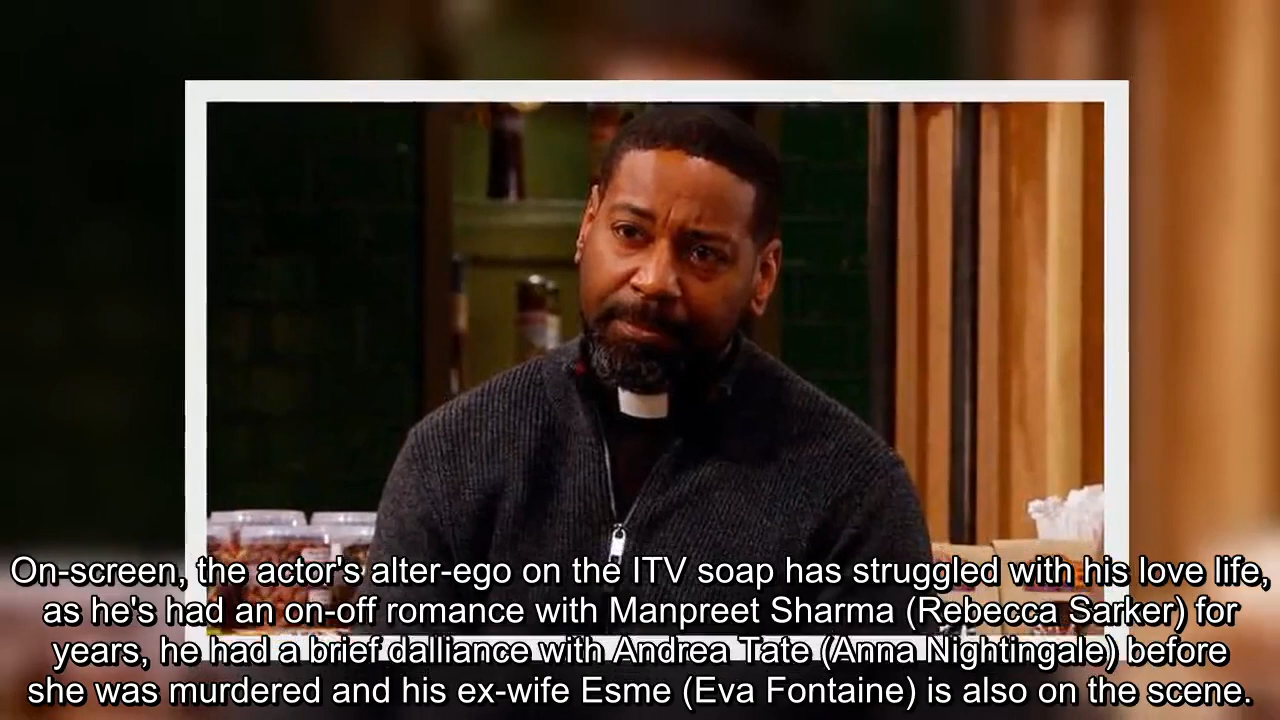 On-screen, the actor's alter-ego on the ITV soap has struggled with his love life,
as he's had an on-off romance with Manpreet Sharma (Rebecca Sarker) for
years, he had a brief dalliance with Andrea Tate (Anna Nightingale) before
she was murdered and his ex-wife Esme (Eva Fontaine) is also on the scene.